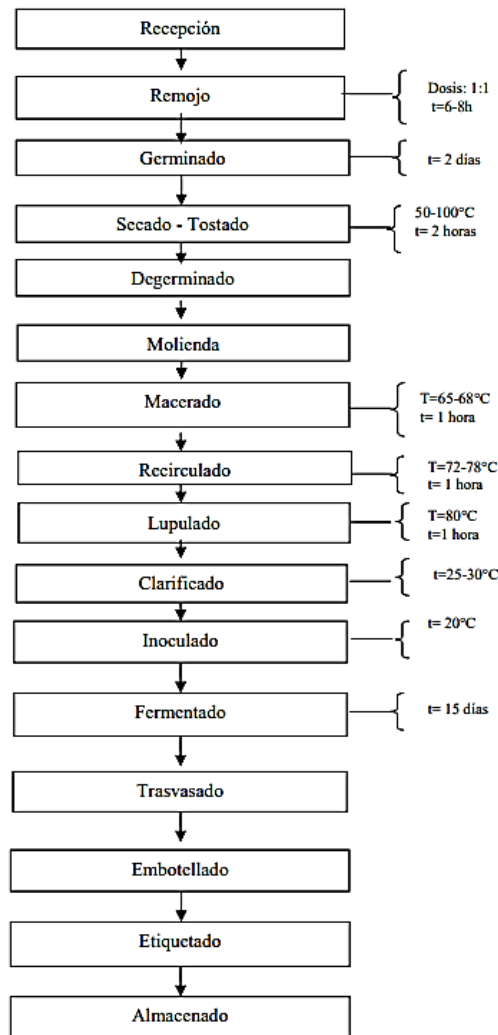 Recepción
Remojo
Dosis: 1:1
t=6-8h
Germinado
t= 2 días
50-100°C
t= 2 horas
Secado - Tostado
Degerminado
Molienda
Macerado
T=65-68°C
t= 1 hora
Recirculado
T=72-78°C
t= 1 hora
Lupulado
T=80°C
t= 1 hora
Clarificado
t=25-30°C
Inoculado
t= 20°C
Fermentado
t= 15 días
Trasvasado
Embotellado
Etiquetado
Almacenado